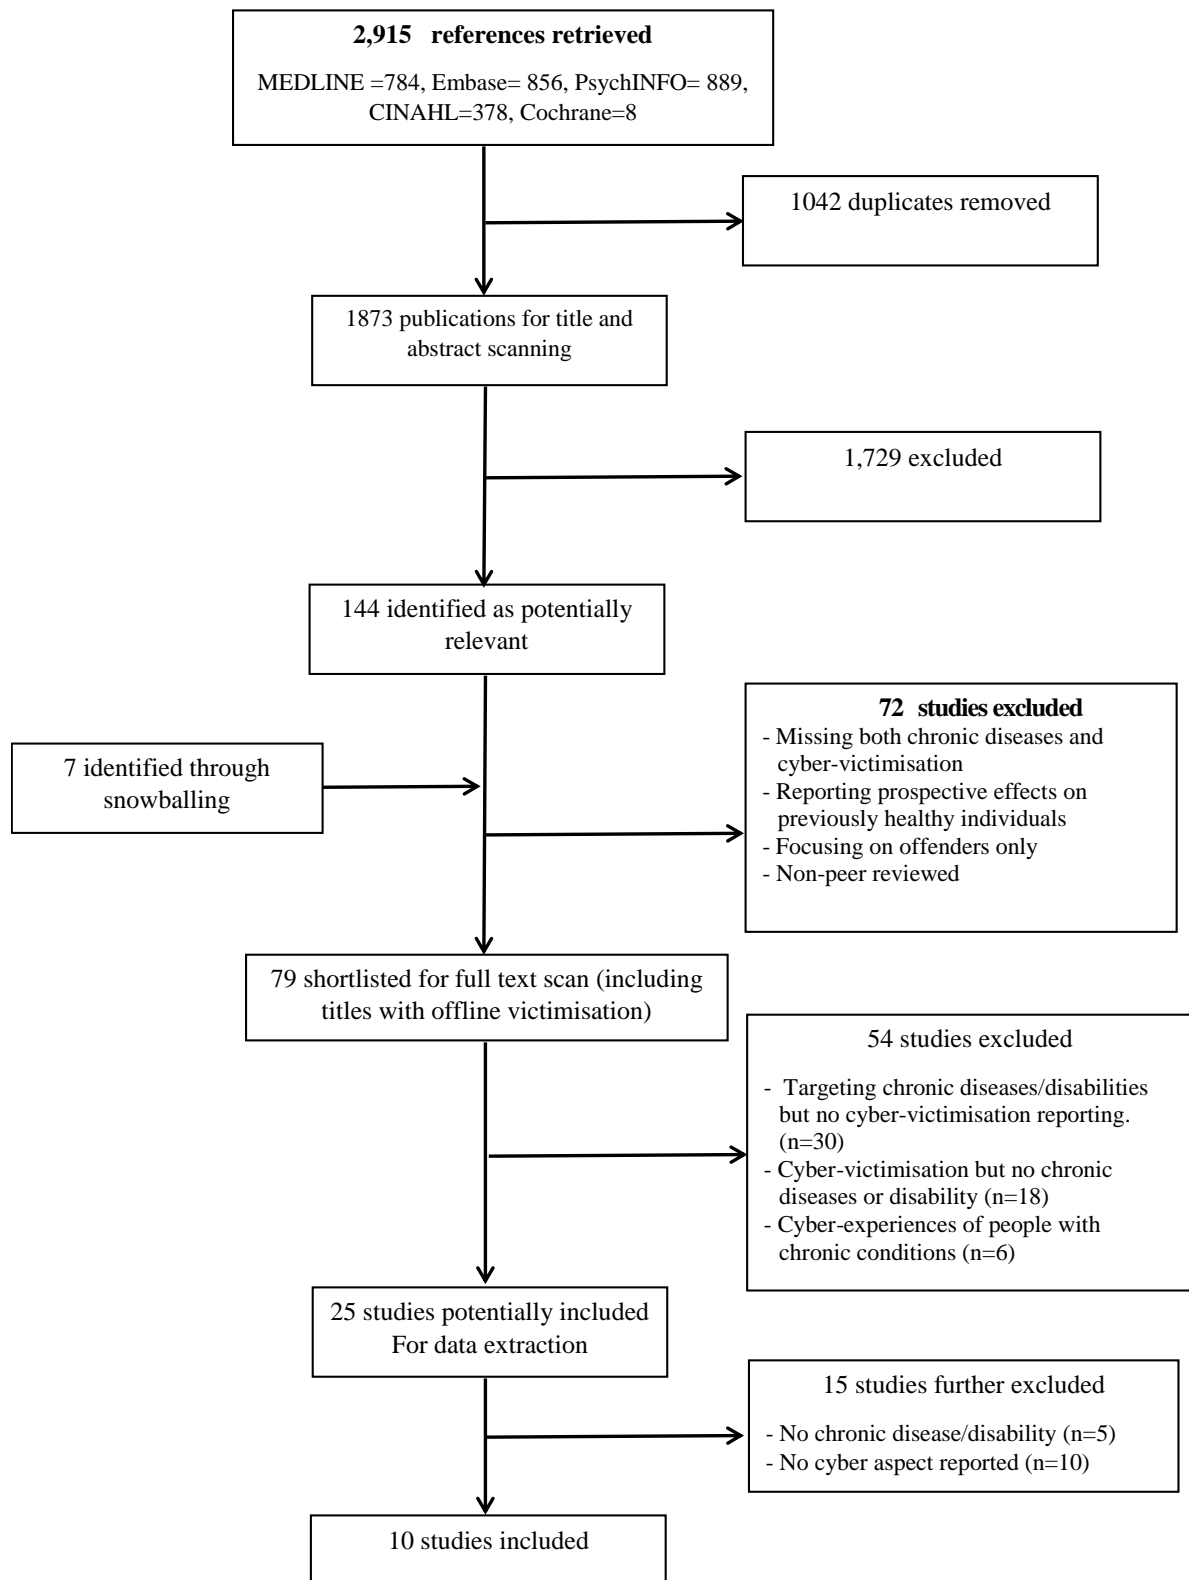 2,915 references retrieved
MEDLINE =784, Embase= 856, PsychINFO= 889,
CINAHL=378, Cochrane=8
1042 duplicates removed
1873 publications for title and
abstract scanning
1,729 excluded
144 identified as potentially
relevant
7 identified through
snowballing
72 studies excluded
- Missing both chronic diseases and
cyber-victimisation
- Reporting prospective effects on
previously healthy individuals
- Focusing on offenders only
- Non-peer reviewed
79 shortlisted for full text scan (including
titles with offline victimisation)
54 studies excluded
- Targeting chronic diseases/disabilities
but no cyber-victimisation reporting.
(n=30)
- Cyber-victimisation but no chronic
diseases or disability (n=18)
- Cyber-experiences of people with
chronic conditions (n=6)
25 studies potentially included
For data extraction
15 studies further excluded
- No chronic disease/disability (n=5)
- No cyber aspect reported (n=10)
10 studies included